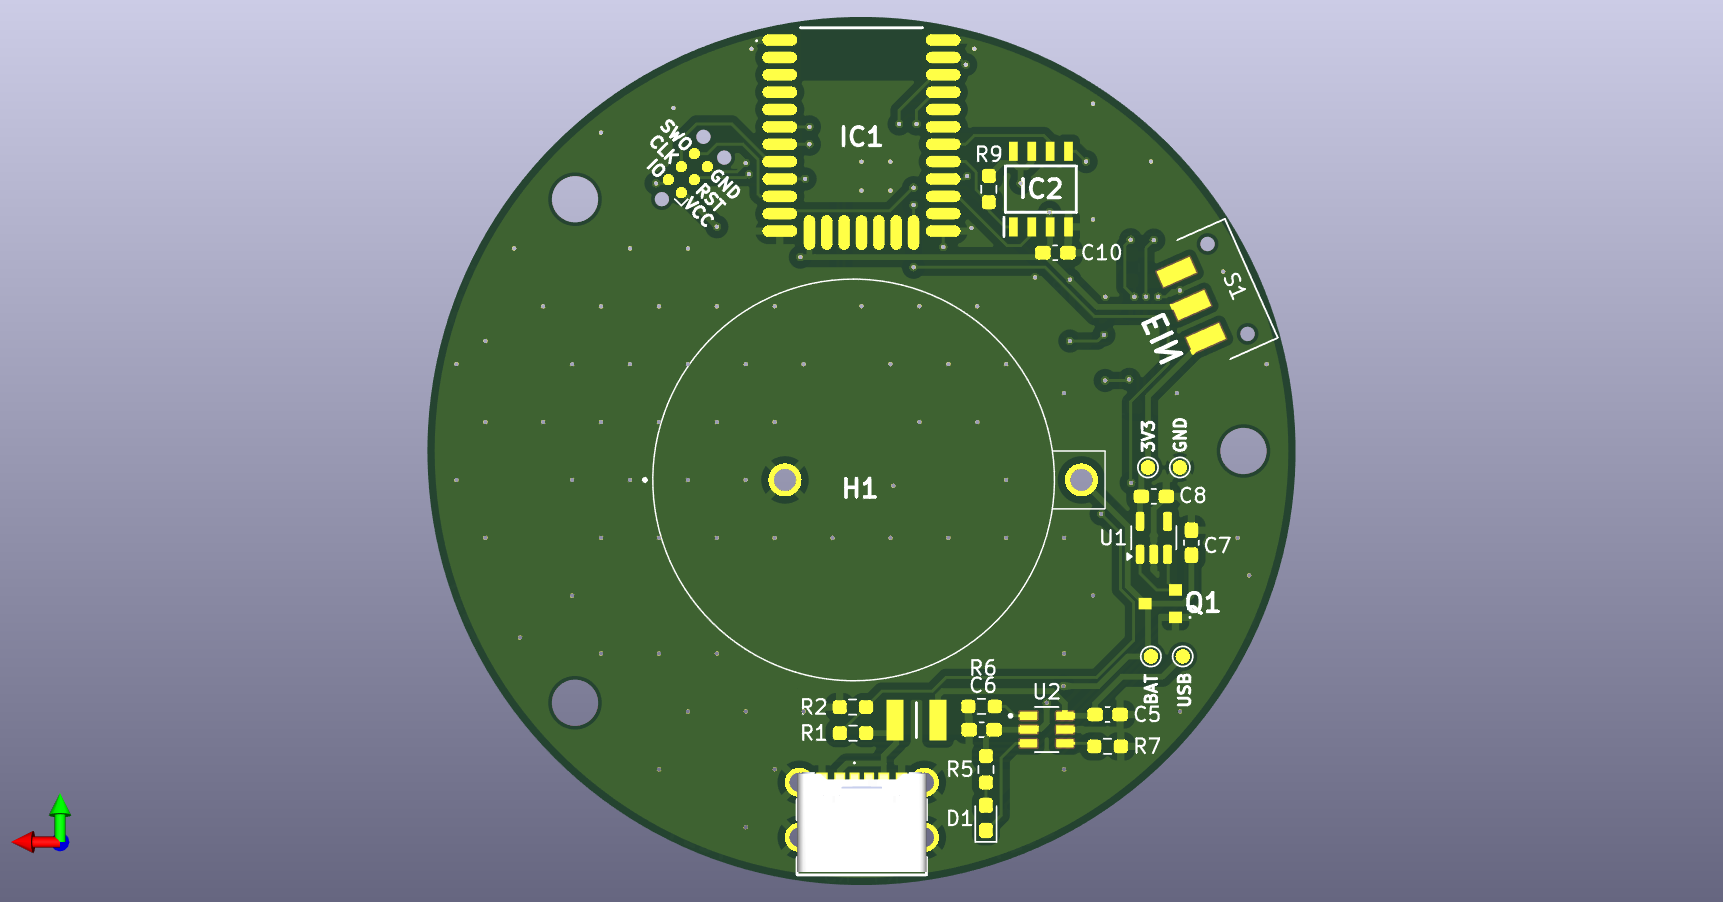 IC1
SWO
CLK
IO
GND
RST
VCC
R9
IC2
C10
S1
EIN
3V3
GND
H1
C8
U1
C7
Q1
BAT
USB
R6
C6
U2
R2
R1
C5
R7
R5
D1